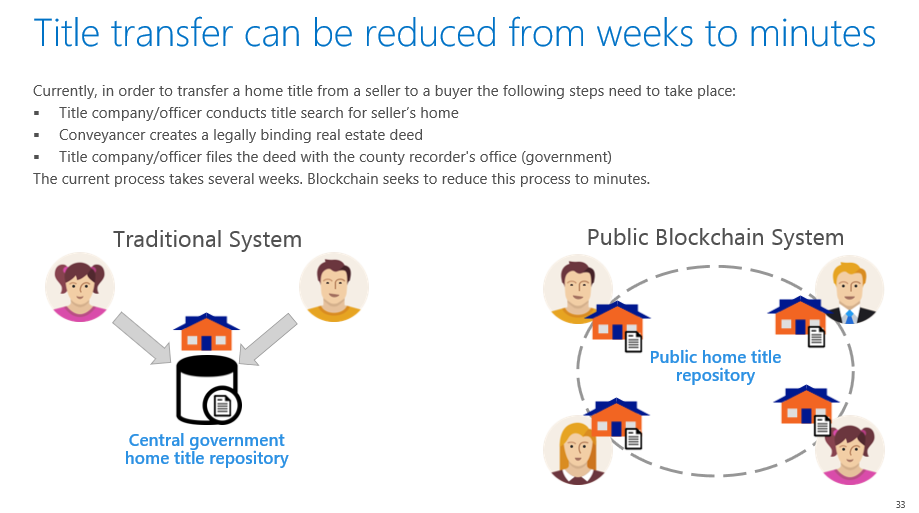 Title transfer can be reduced from weeks to minutes
Currently, in order to transfer a home title from a seller to a buyer the following steps need to take place:
▪ Title company/officer conducts title search for seller’s home
▪ Conveyancer creates a legally binding real estate deed
▪ Title company/officer files the deed with the county recorder's office (government)
The current process takes several weeks. Blockchain seeks to reduce this process to minutes.
Traditional System
Central government
home title repository
Public Blockchain System
Public home title
repository
33